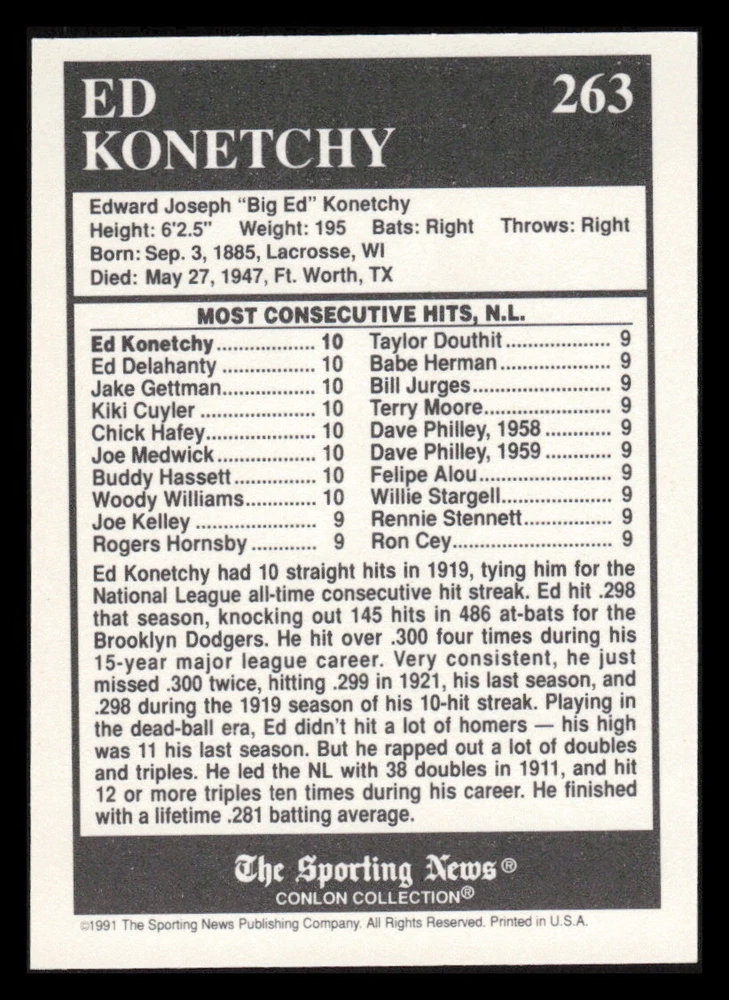 ED
KONETCHY
263
Edward Joseph “Big Ed” Konetchy
Height: 6'2.5" Weight: 195 Bats: Right Throws: Right
Born: Sep. 3, 1885, Lacrosse, WI
Died: May 27, 1947, Ft. Worth, TX
MOST CONSECUTIVE HITS, N.L.
Ed Konetchy.................. 10 Taylor Douthit................... 9
Ed Delahanty ................. 10 Babe Herman.................... 9
Jake Gettman................. 10 Bill Jurges......................... 9
Kiki Cuyler ..................... 10 Terry Moore....................... 9
Chick Hafey.................... 10 Dave Philley, 1958 ............ 9
Joe Medwick.................. 10 Dave Philley, 1959 ............ 9
Buddy Hassett............... 10 Felipe Alou........................ 9
Woody Williams............. 10 Willie Stargell.................... 9
Joe Kelley ...................... 9 Rennie Stennett................ 9
Rogers Hornsby ............ 9 Ron Cey............................. 9
Ed Konetchy had 10 straight hits in 1919, tying him for the
National League all-time consecutive hit streak. Ed hit .298
that season, knocking out 145 hits in 486 at-bats for the
Brooklyn Dodgers. He hit over .300 four times during his
15-year major league career. Very consistent, he just
missed .300 twice, hitting .299 in 1921, his last season, and
.298 during the 1919 season of his 10-hit streak. Playing in
the dead-ball era, Ed didn't hit a lot of homers — his high
was 11 his last season. But he rapped out a lot of doubles
and triples. He led the NL with 38 doubles in 1911, and hit
12 or more triples ten times during his career. He finished
with a lifetime .281 batting average.
The Sporting News®
CONLON COLLECTION®
©1991 The Sporting News Publishing Company. All Rights Reserved. Printed in U.S.A.